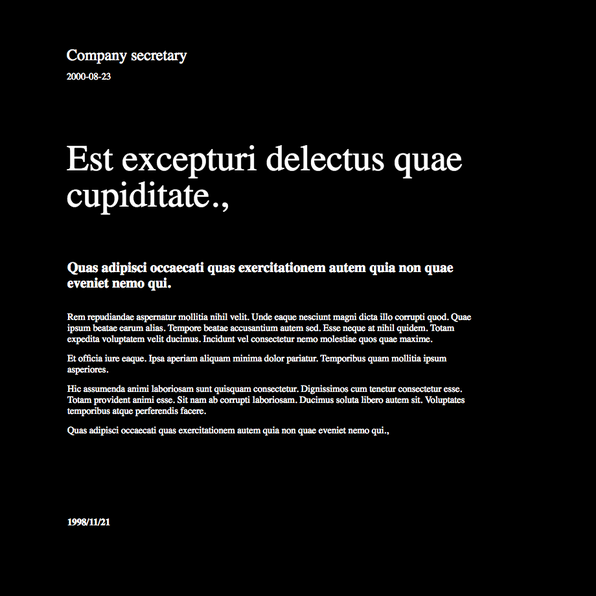 Company secretary
2000-08-23
Est excepturi delectus quae
cupiditate.,
Quas adipisci occaecati quas exercitationem autem quia non quae
eveniet nemo qui.
Rem repudiandae aspernatur mollitia nihil velit. Unde eaque nesciunt magni dicta illo corrupti quod. Quae
ipsum beatae earum alias. Tempore beatae accusantium autem sed. Esse neque at nihil quidem. Totam
expedita voluptatem velit ducimus. Incidunt vel consectetur nemo molestiae quos quae maxime.
Et officia iure eaque. Ipsa aperiam aliquam minima dolor pariatur. Temporibus quam mollitia ipsum
asperiores.
Hic assumenda animi laboriosam sunt quisquam consectetur. Dignissimos cum tenetur consectetur esse.
Totam provident animi esse. Sit nam ab corrupti laboriosam. Ducimus soluta libero autem sit. Voluptates
temporibus atque perferendis facere.
Quas adipisci occaecati quas exercitationem autem quia non quae eveniet nemo qui.,
1998/11/21